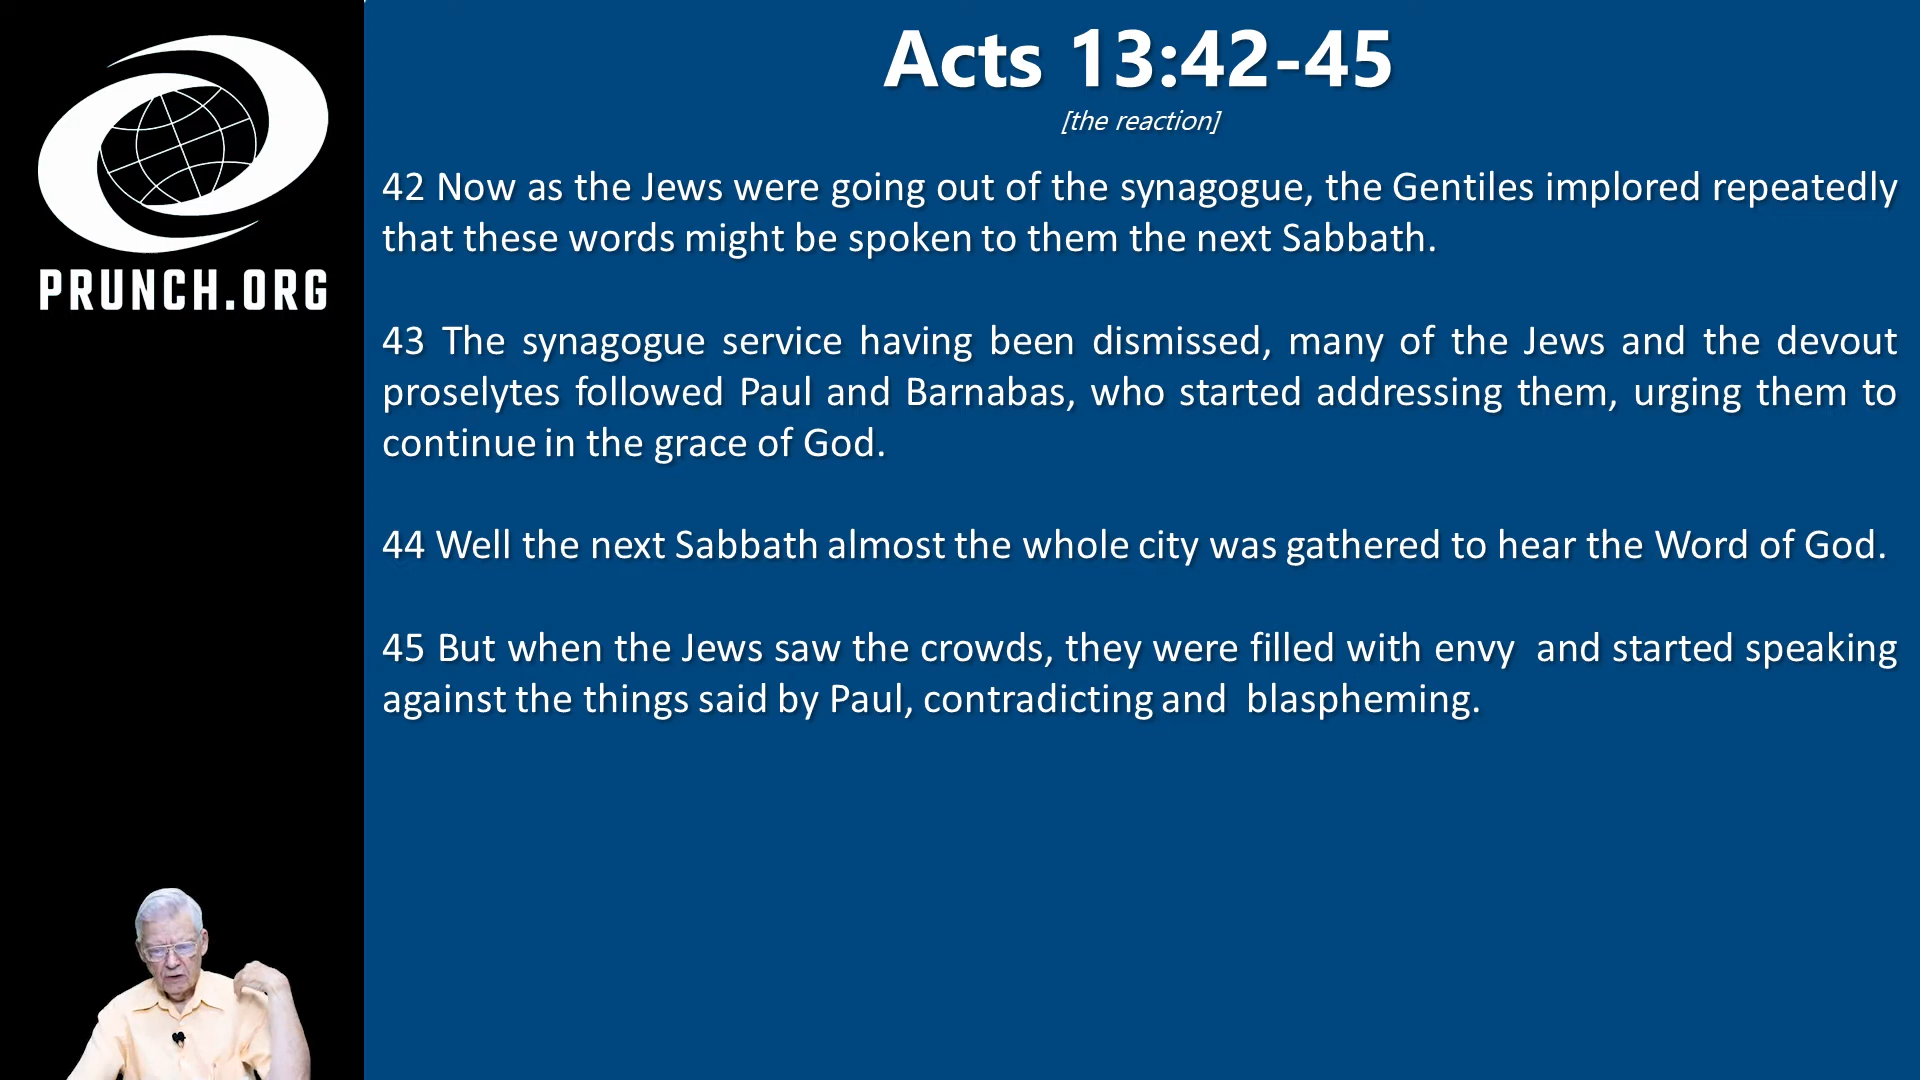 PRUNCH.ORG
Acts 13:42-45
[the reaction]
42 Now as the Jews were going out of the synagogue, the Gentiles implored repeatedly
that these words might be spoken to them the next Sabbath.
43 The synagogue service having been dismissed, many of the Jews and the devout
proselytes followed Paul and Barnabas, who started addressing them, urging them to
continue in the grace of God.
44 Well the next Sabbath almost the whole city was gathered to hear the Word of God.
45 But when the Jews saw the crowds, they were filled with envy  and started speaking
against the things said by Paul, contradicting and  blaspheming.